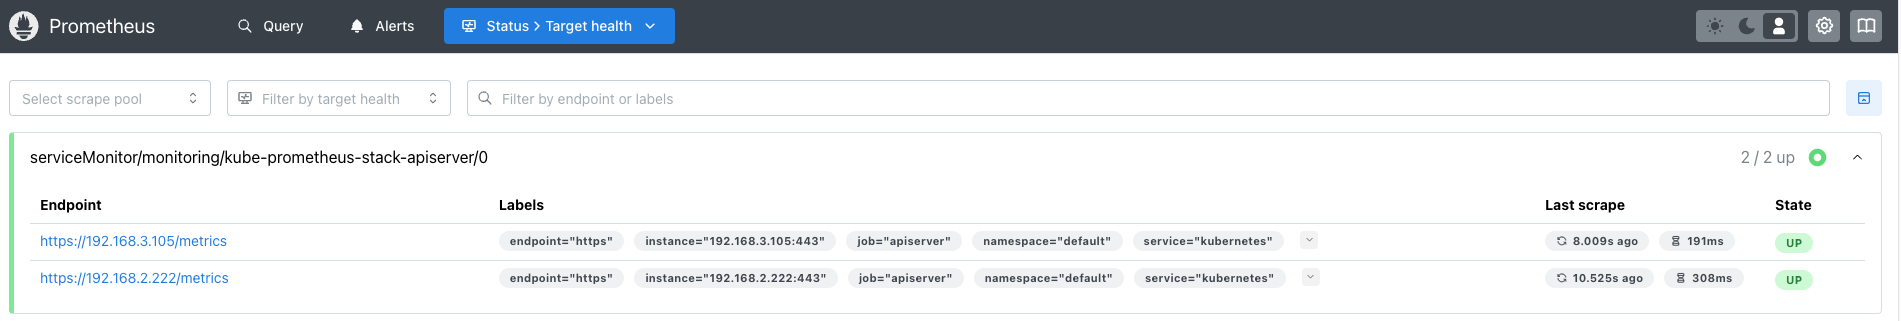 Prometheus Query Alerts Status > Target health
Select scrape pool Filter by target health Filter by endpoint or labels
serviceMonitor/monitoring/kube-prometheus-stack-apiserver/0 2 / 2 up
Endpoint Labels Last scrape State
https://192.168.3.105/metrics endpoint="https" instance="192.168.3.105:443" job="apiserver" namespace="default" service="kubernetes" 8.009s ago 191ms UP
https://192.168.2.222/metrics endpoint="https" instance="192.168.2.222:443" job="apiserver" namespace="default" service="kubernetes" 10.525s ago 308ms UP